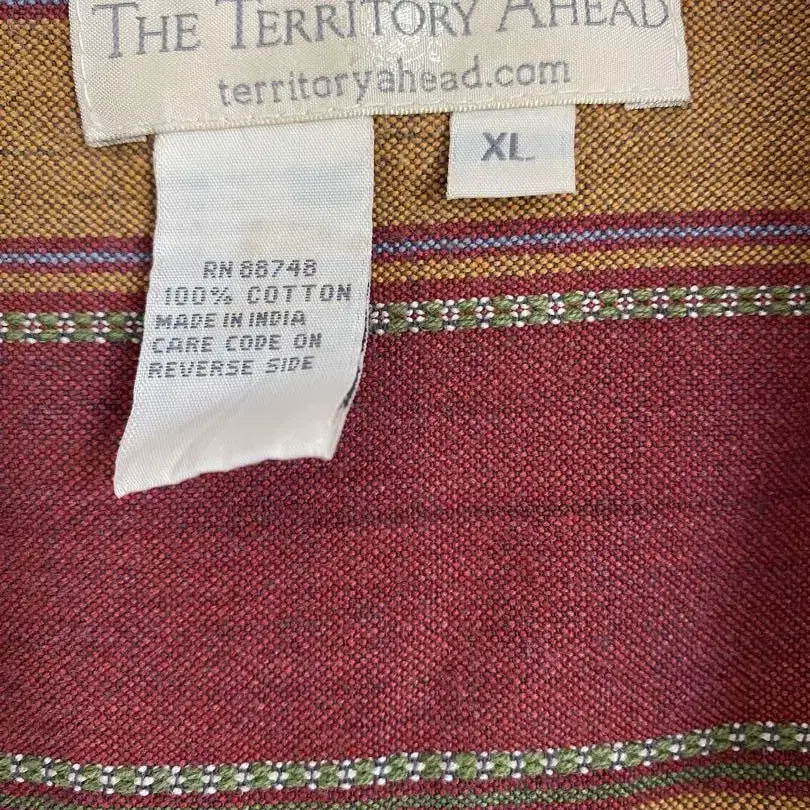 THE TERRITORY AHEAD
territoryahead.com
XL
RN 88748
100% COTTON
MADE IN INDIA
CARE CODE ON
REVERSE SIDE